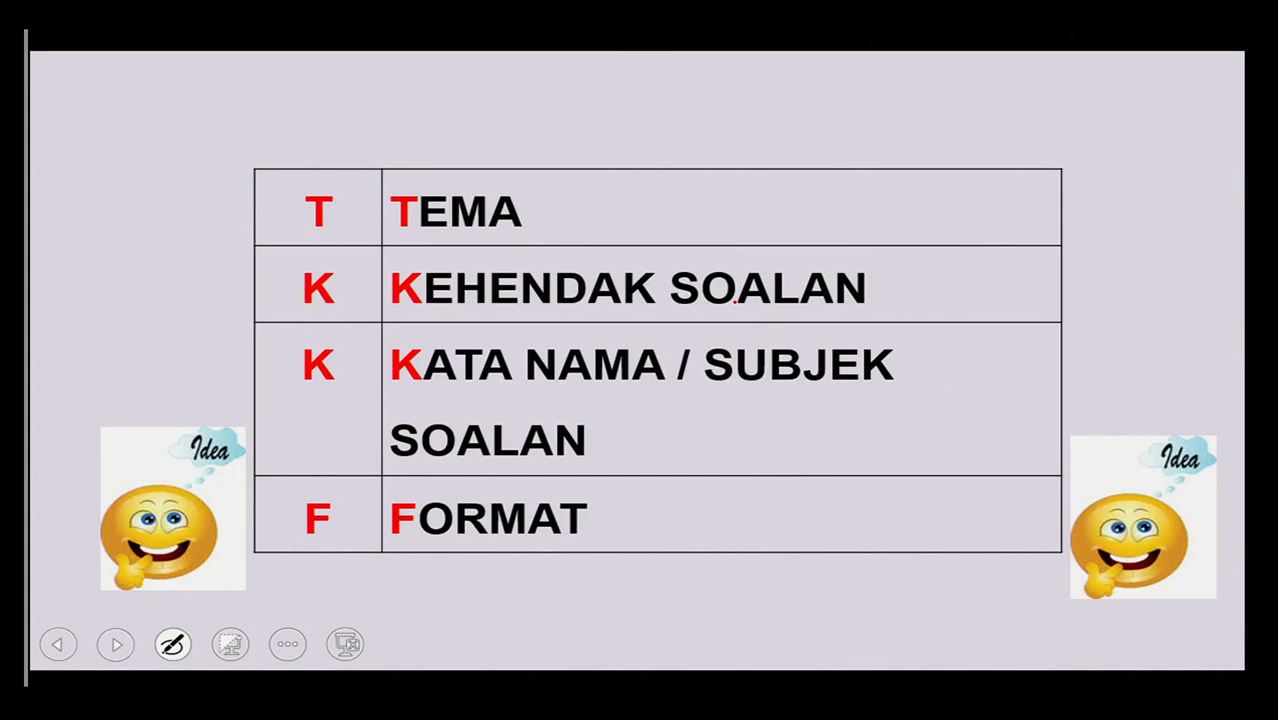 T TEMA
K KEHENDAK SOALAN
K KATA NAMA / SUBJEK
SOALAN
F FORMAT
Idea
Idea